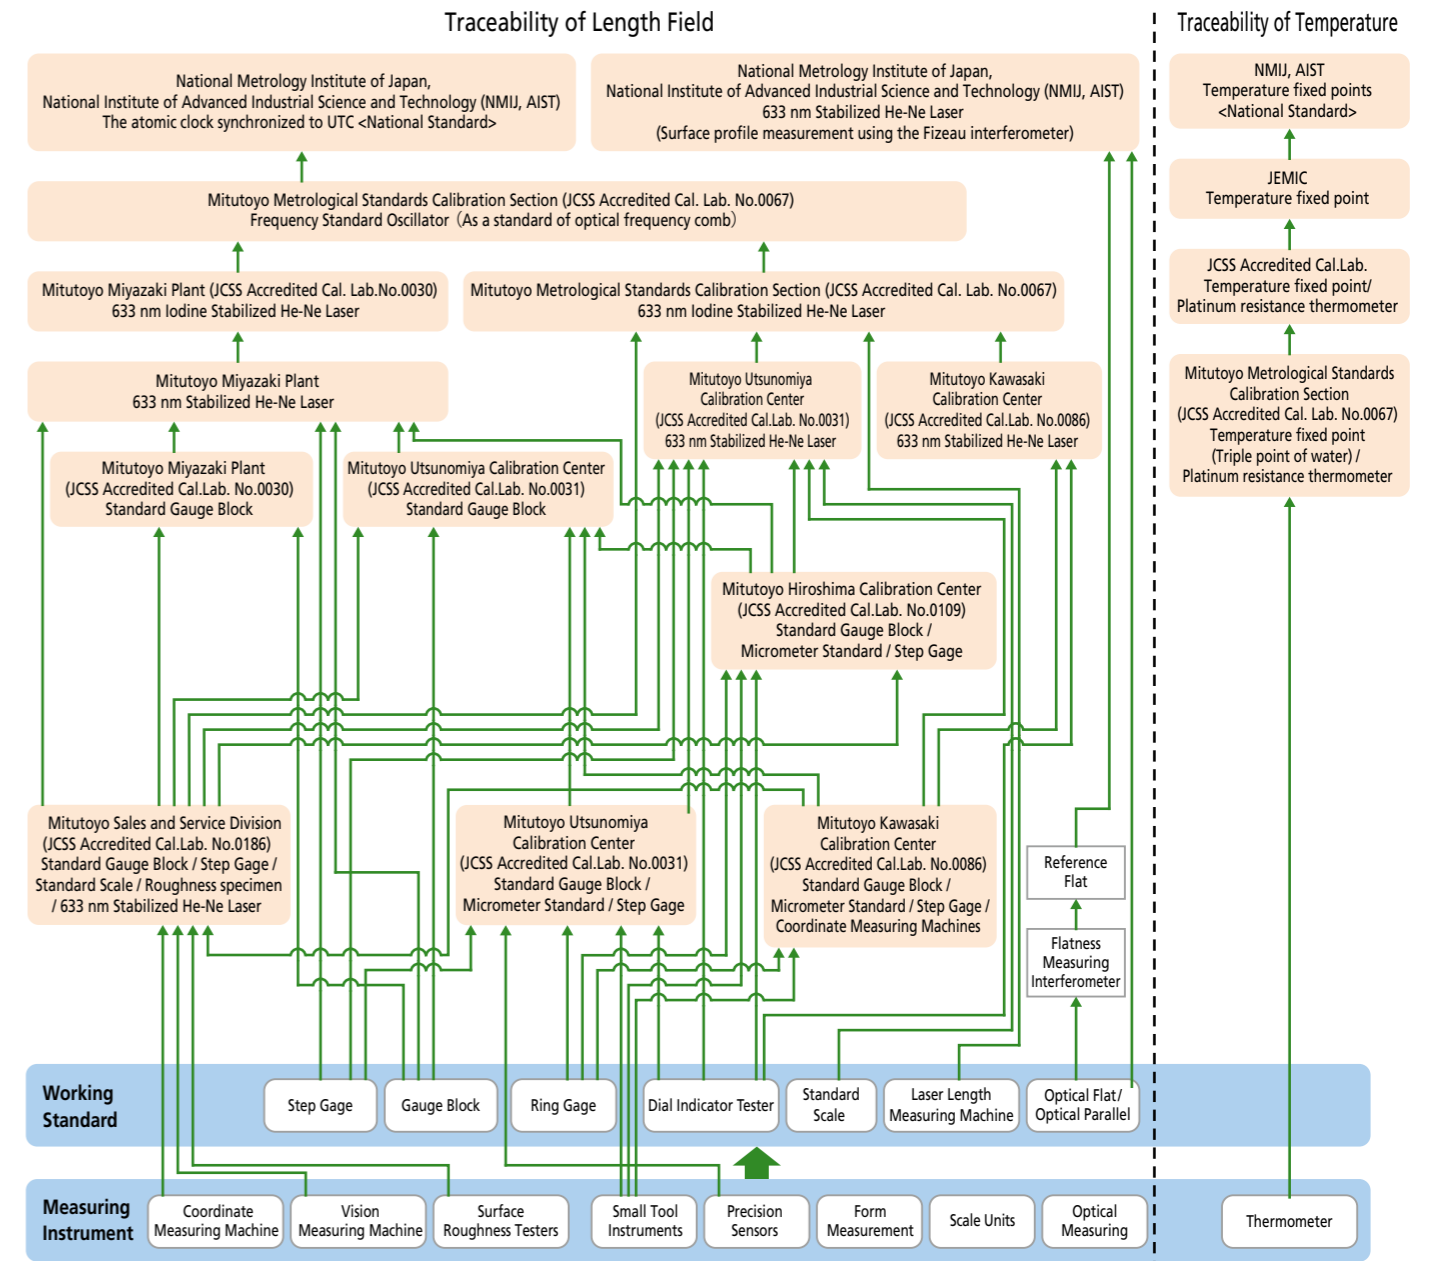 Traceability of Length Field
Traceability of Temperature
National Metrology Institute of Japan,
National Institute of Advanced Industrial Science and Technology (NMIJ, AIST)
The atomic clock synchronized to UTC <National Standard>
National Metrology Institute of Japan,
National Institute of Advanced Industrial Science and Technology (NMIJ, AIST)
633 nm Stabilized He-Ne Laser
(Surface profile measurement using the Fizeau interferometer)
NMIJ, AIST
Temperature fixed points
<National Standard>
Mitutoyo Metrological Standards Calibration Section (JCSS Accredited Cal. Lab. No.0067)
Frequency Standard Oscillator (As a standard of optical frequency comb)
JEMIC
Temperature fixed point
Mitutoyo Miyazaki Plant (JCSS Accredited Cal. Lab.No.0030)
633 nm Iodine Stabilized He-Ne Laser
Mitutoyo Metrological Standards Calibration Section (JCSS Accredited Cal. Lab. No.0067)
633 nm Iodine Stabilized He-Ne Laser
JCSS Accredited Cal.Lab.
Temperature fixed point/
Platinum resistance thermometer
Mitutoyo Miyazaki Plant
633 nm Stabilized He-Ne Laser
Mitutoyo Utsunomiya
Calibration Center
(JCSS Accredited Cal.Lab. No.0031)
633 nm Stabilized He-Ne Laser
Mitutoyo Kawasaki
Calibration Center
(JCSS Accredited Cal.Lab. No.0086)
633 nm Stabilized He-Ne Laser
Mitutoyo Metrological Standards
Calibration Section
(JCSS Accredited Cal. Lab. No.0067)
Temperature fixed point
(Triple point of water) /
Platinum resistance thermometer
Mitutoyo Miyazaki Plant
(JCSS Accredited Cal.Lab. No.0030)
Standard Gauge Block
Mitutoyo Utsunomiya Calibration Center
(JCSS Accredited Cal.Lab. No.0031)
Standard Gauge Block
Mitutoyo Hiroshima Calibration Center
(JCSS Accredited Cal.Lab. No.0109)
Standard Gauge Block /
Micrometer Standard / Step Gage
Mitutoyo Sales and Service Division
(JCSS Accredited Cal.Lab. No.0186)
Standard Gauge Block / Step Gage /
Standard Scale / Roughness specimen
/ 633 nm Stabilized He-Ne Laser
Mitutoyo Utsunomiya
Calibration Center
(JCSS Accredited Cal.Lab. No.0031)
Standard Gauge Block /
Micrometer Standard / Step Gage
Mitutoyo Kawasaki
Calibration Center
(JCSS Accredited Cal.Lab. No.0086)
Standard Gauge Block /
Micrometer Standard / Step Gage /
Coordinate Measuring Machines
Reference
Flat
Flatness
Measuring
Interferometer
Working
Standard
Step Gage
Gauge Block
Ring Gage
Dial Indicator Tester
Standard
Scale
Laser Length
Measuring Machine
Optical Flat/
Optical Parallel
Measuring
Instrument
Coordinate
Measuring Machine
Vision
Measuring Machine
Surface
Roughness Testers
Small Tool
Instruments
Precision
Sensors
Form
Measurement
Scale Units
Optical
Measuring
Thermometer